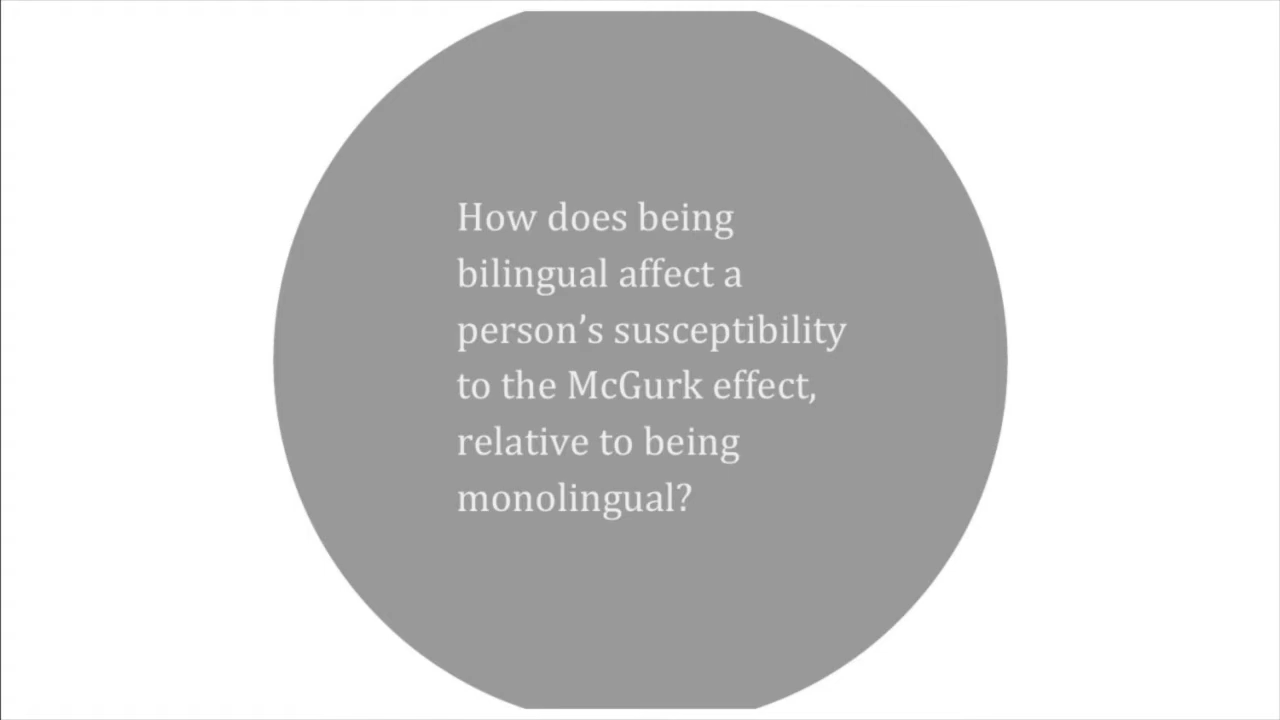 How does being
bilingual affect a
person’s susceptibility
to the McGurk effect,
relative to being
monolingual?